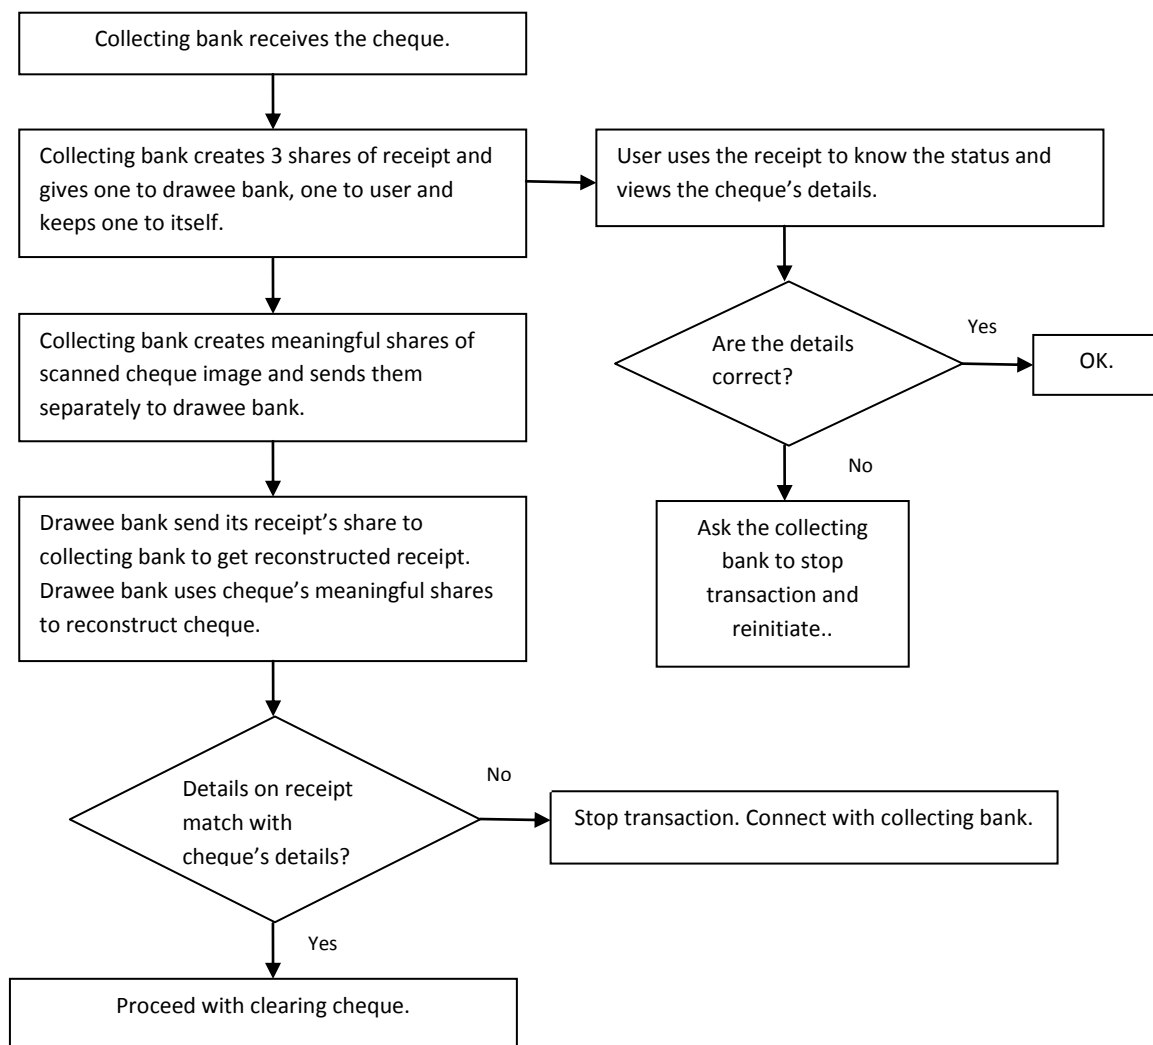 Collecting bank receives the cheque.
Collecting bank creates 3 shares of receipt and
gives one to drawee bank, one to user and
keeps one to itself.
User uses the receipt to know the status and
views the cheque’s details.
Collecting bank creates meaningful shares of
scanned cheque image and sends them
separately to drawee bank.
Are the details
correct?
Yes
OK.
No
Ask the collecting
bank to stop
transaction and
reinitiate..
Drawee bank send its receipt’s share to
collecting bank to get reconstructed receipt.
Drawee bank uses cheque’s meaningful shares
to reconstruct cheque.
Details on receipt
match with
cheque’s details?
No
Stop transaction. Connect with collecting bank.
Yes
Proceed with clearing cheque.